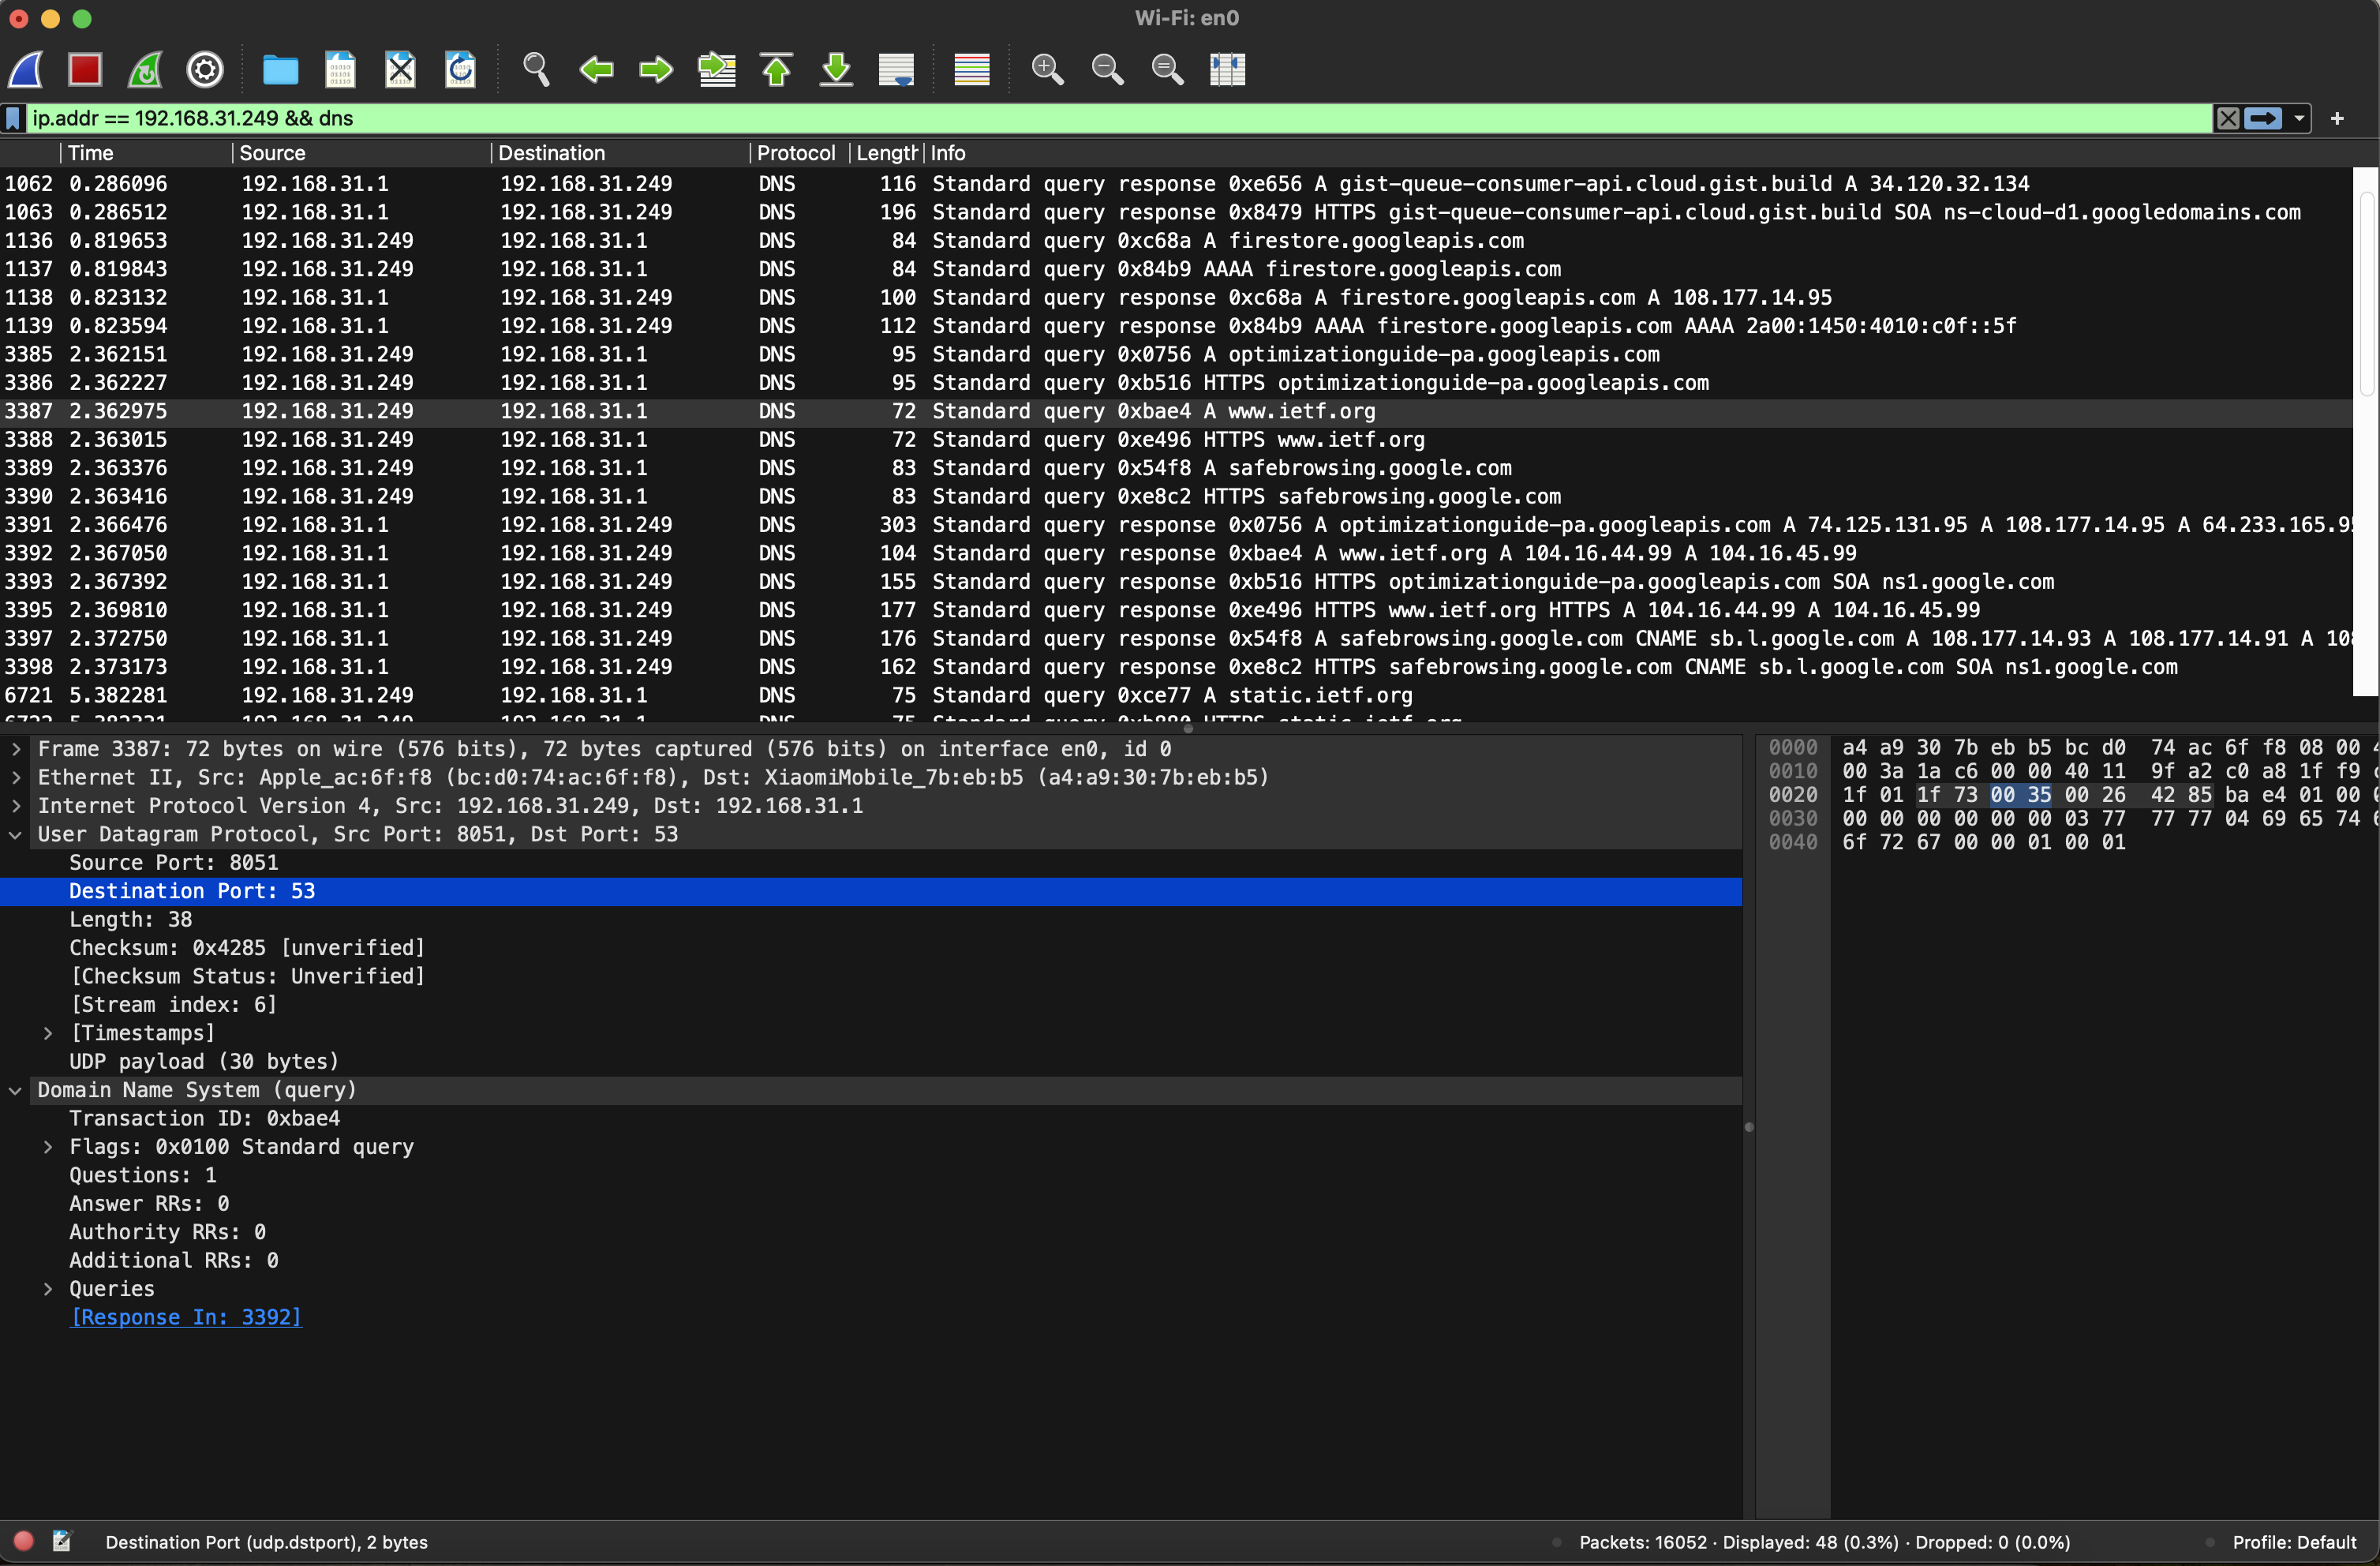 Wi-Fi: en0
ip.addr == 192.168.31.249 && dns
Time Source Destination Protocol Length Info
1062 0.286096 192.168.31.1 192.168.31.249 DNS 116 Standard query response 0xe656 A gist-queue-consumer-api.cloud.gist.build A 34.120.32.134
1063 0.286512 192.168.31.1 192.168.31.249 DNS 196 Standard query response 0x8479 HTTPS gist-queue-consumer-api.cloud.gist.build SOA ns-cloud-d1.googledomains.com
1136 0.819653 192.168.31.249 192.168.31.1 DNS 84 Standard query 0xc68a A firestore.googleapis.com
1137 0.819843 192.168.31.249 192.168.31.1 DNS 84 Standard query 0x84b9 AAAA firestore.googleapis.com
1138 0.823132 192.168.31.1 192.168.31.249 DNS 100 Standard query response 0xc68a A firestore.googleapis.com A 108.177.14.95
1139 0.823594 192.168.31.1 192.168.31.249 DNS 112 Standard query response 0x84b9 AAAA firestore.googleapis.com AAAA 2a00:1450:4010:c0f::5f
3385 2.362151 192.168.31.249 192.168.31.1 DNS 95 Standard query 0x0756 A optimizationguide-pa.googleapis.com
3386 2.362227 192.168.31.249 192.168.31.1 DNS 95 Standard query 0xb516 HTTPS optimizationguide-pa.googleapis.com
3387 2.362975 192.168.31.249 192.168.31.1 DNS 72 Standard query 0xbae4 A www.ietf.org
3388 2.363015 192.168.31.249 192.168.31.1 DNS 72 Standard query 0xe496 HTTPS www.ietf.org
3389 2.363376 192.168.31.249 192.168.31.1 DNS 83 Standard query 0x54f8 A safebrowsing.google.com
3390 2.363416 192.168.31.249 192.168.31.1 DNS 83 Standard query 0xe8c2 HTTPS safebrowsing.google.com
3391 2.366476 192.168.31.1 192.168.31.249 DNS 303 Standard query response 0x0756 A optimizationguide-pa.googleapis.com A 74.125.131.95 A 108.177.14.95 A 64.233.165.95
3392 2.367050 192.168.31.1 192.168.31.249 DNS 104 Standard query response 0xbae4 A www.ietf.org A 104.16.44.99 A 104.16.45.99
3393 2.367392 192.168.31.1 192.168.31.249 DNS 155 Standard query response 0xb516 HTTPS optimizationguide-pa.googleapis.com SOA ns1.google.com
3395 2.369810 192.168.31.1 192.168.31.249 DNS 177 Standard query response 0xe496 HTTPS www.ietf.org HTTPS A 104.16.44.99 A 104.16.45.99
3397 2.372750 192.168.31.1 192.168.31.249 DNS 176 Standard query response 0x54f8 A safebrowsing.google.com CNAME sb.l.google.com A 108.177.14.93 A 108.177.14.91 A
3398 2.373173 192.168.31.1 192.168.31.249 DNS 162 Standard query response 0xe8c2 HTTPS safebrowsing.google.com CNAME sb.l.google.com SOA ns1.google.com
6721 5.382281 192.168.31.249 192.168.31.1 DNS 75 Standard query 0xce77 A static.ietf.org
Frame 3387: 72 bytes on wire (576 bits), 72 bytes captured (576 bits) on interface en0, id 0
Ethernet II, Src: Apple_ac:6f:f8 (bc:d0:74:ac:6f:f8), Dst: XiaomiMobile_7b:eb:b5 (a4:a9:30:7b:eb:b5)
Internet Protocol Version 4, Src: 192.168.31.249, Dst: 192.168.31.1
User Datagram Protocol, Src Port: 8051, Dst Port: 53
Source Port: 8051
Destination Port: 53
Length: 38
Checksum: 0x4285 [unverified]
[Checksum Status: Unverified]
[Stream index: 6]
[Timestamps]
UDP payload (30 bytes)
Domain Name System (query)
Transaction ID: 0xbae4
Flags: 0x0100 Standard query
Questions: 1
Answer RRs: 0
Authority RRs: 0
Additional RRs: 0
Queries
[Response In: 3392]
0000 a4 a9 30 7b eb b5 bc d0 74 ac 6f f8 08 00
0010 00 3a 1a c6 00 00 40 11 9f a2 c0 a8 1f f9
0020 1f 01 1f 73 00 35 00 26 42 85 ba e4 01 00
0030 00 00 00 00 00 00 03 77 77 77 04 69 65 74
0040 6f 72 67 00 00 01 00 01
Destination Port (udp.dstport), 2 bytes
Packets: 16052 · Displayed: 48 (0.3%) · Dropped: 0 (0.0%)
Profile: Default